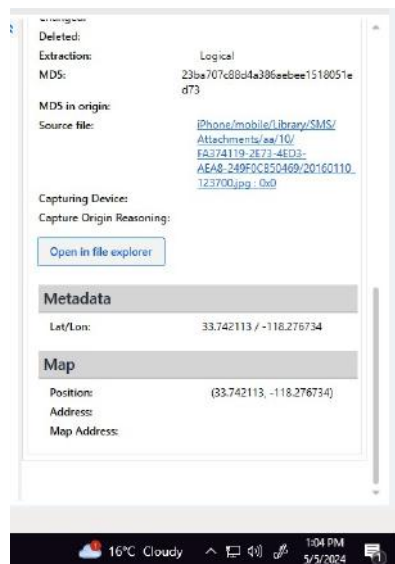 Deleted:
Extraction: Logical
MD5: 23ba707c88d4a386aebee1518051e
d73
MD5 in origin:
Source file: iPhone/mobile/Library/SMS/
Attachments/aa/10/
FA374119-2E73-4ED3-
AEA8-249F0C850469/20160110_
123700.jpg : 0x0
Capturing Device:
Capture Origin Reasoning:
Open in file explorer
Metadata
Lat/Lon: 33.742113 / -118.276734
Map
Position: (33.742113, -118.276734)
Address:
Map Address:
16°C Cloudy 1:04 PM
5/5/2024